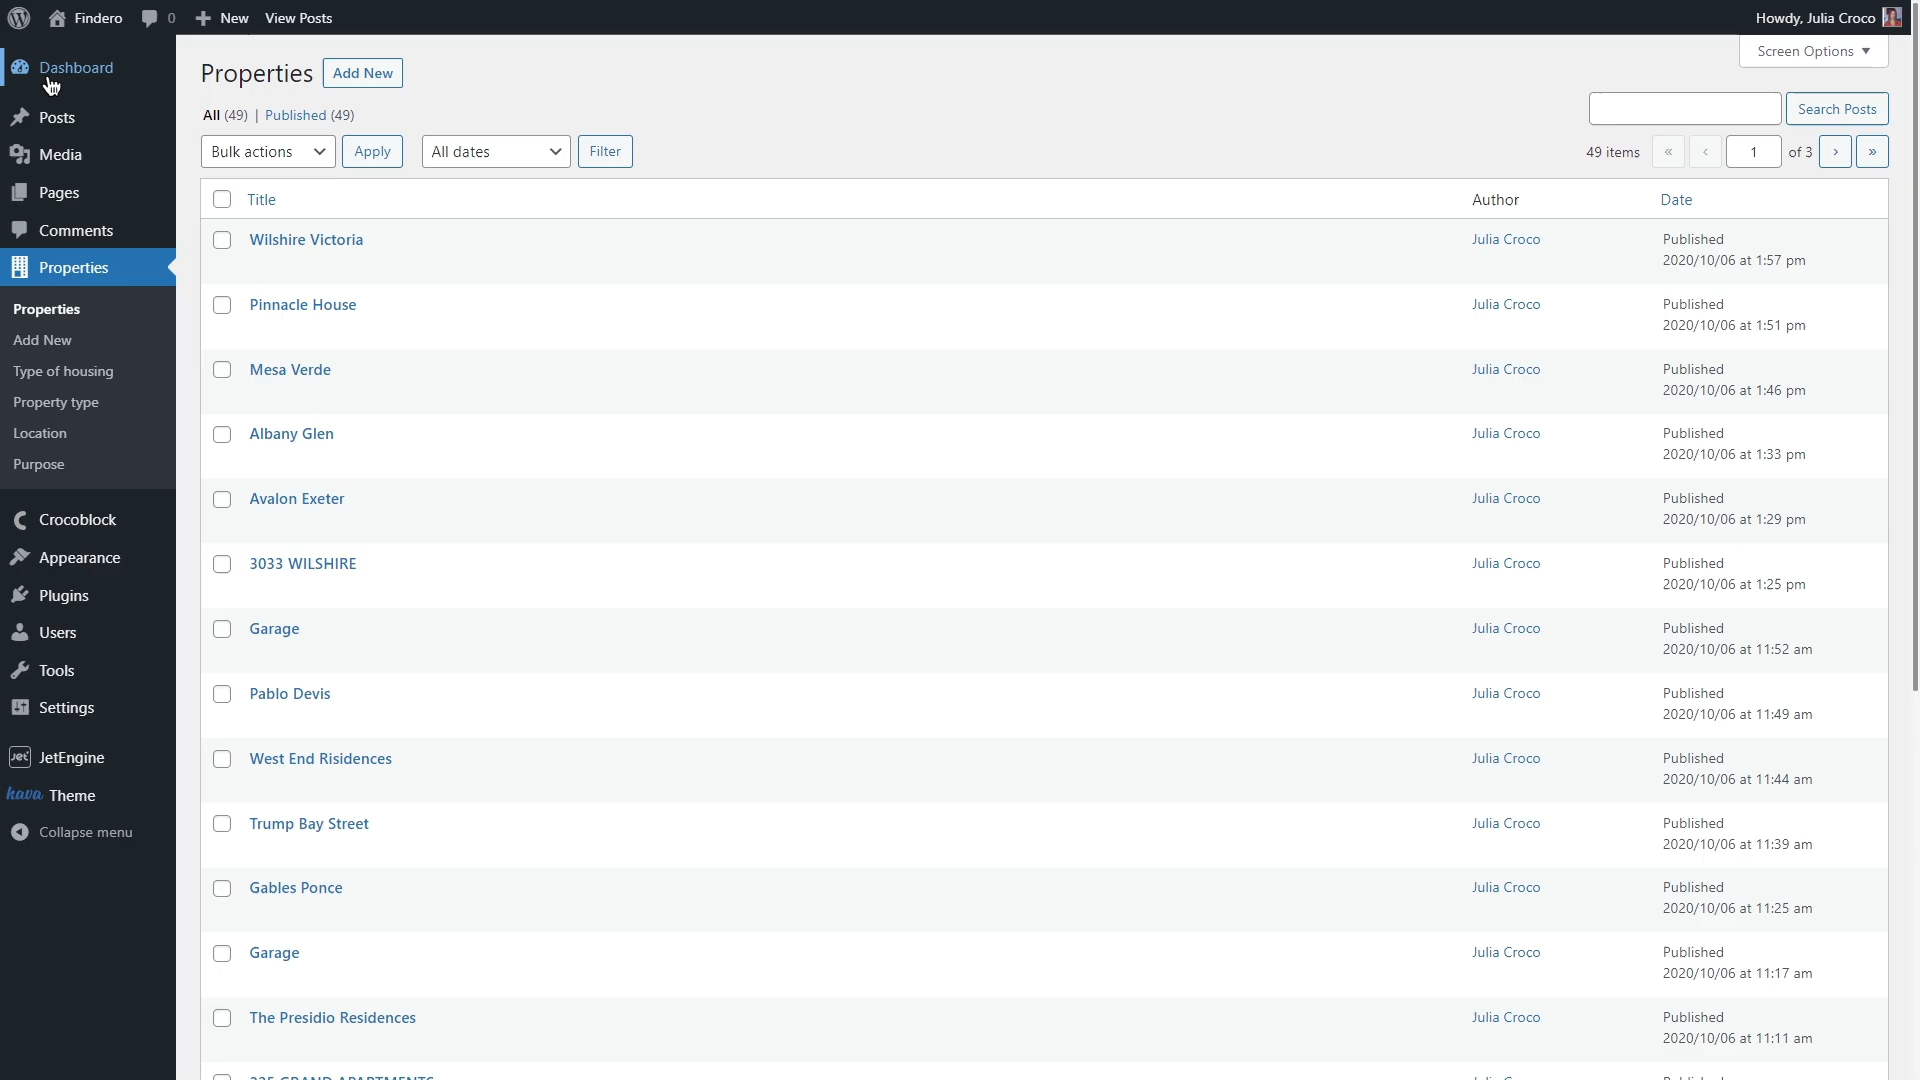 Findero 0 New View Posts Howdy, Julia Croco
Dashboard
Posts
Media
Pages
Comments
Properties
Properties
Add New
Type of housing
Property type
Location
Purpose
Crocoblock
Appearance
Plugins
Users
Tools
Settings
Jet JetEngine
kava Theme
Collapse menu
Screen Options
Properties Add New
All (49) | Published (49)
Search Posts
Bulk actions Apply All dates Filter 49 items « ‹ 1 of 3 › »
Title Author Date
Wilshire Victoria Julia Croco Published
2020/10/06 at 1:57 pm
Pinnacle House Julia Croco Published
2020/10/06 at 1:51 pm
Mesa Verde Julia Croco Published
2020/10/06 at 1:46 pm
Albany Glen Julia Croco Published
2020/10/06 at 1:33 pm
Avalon Exeter Julia Croco Published
2020/10/06 at 1:29 pm
3033 WILSHIRE Julia Croco Published
2020/10/06 at 1:25 pm
Garage Julia Croco Published
2020/10/06 at 11:52 am
Pablo Devis Julia Croco Published
2020/10/06 at 11:49 am
West End Risidences Julia Croco Published
2020/10/06 at 11:44 am
Trump Bay Street Julia Croco Published
2020/10/06 at 11:39 am
Gables Ponce Julia Croco Published
2020/10/06 at 11:25 am
Garage Julia Croco Published
2020/10/06 at 11:17 am
The Presidio Residences Julia Croco Published
2020/10/06 at 11:11 am